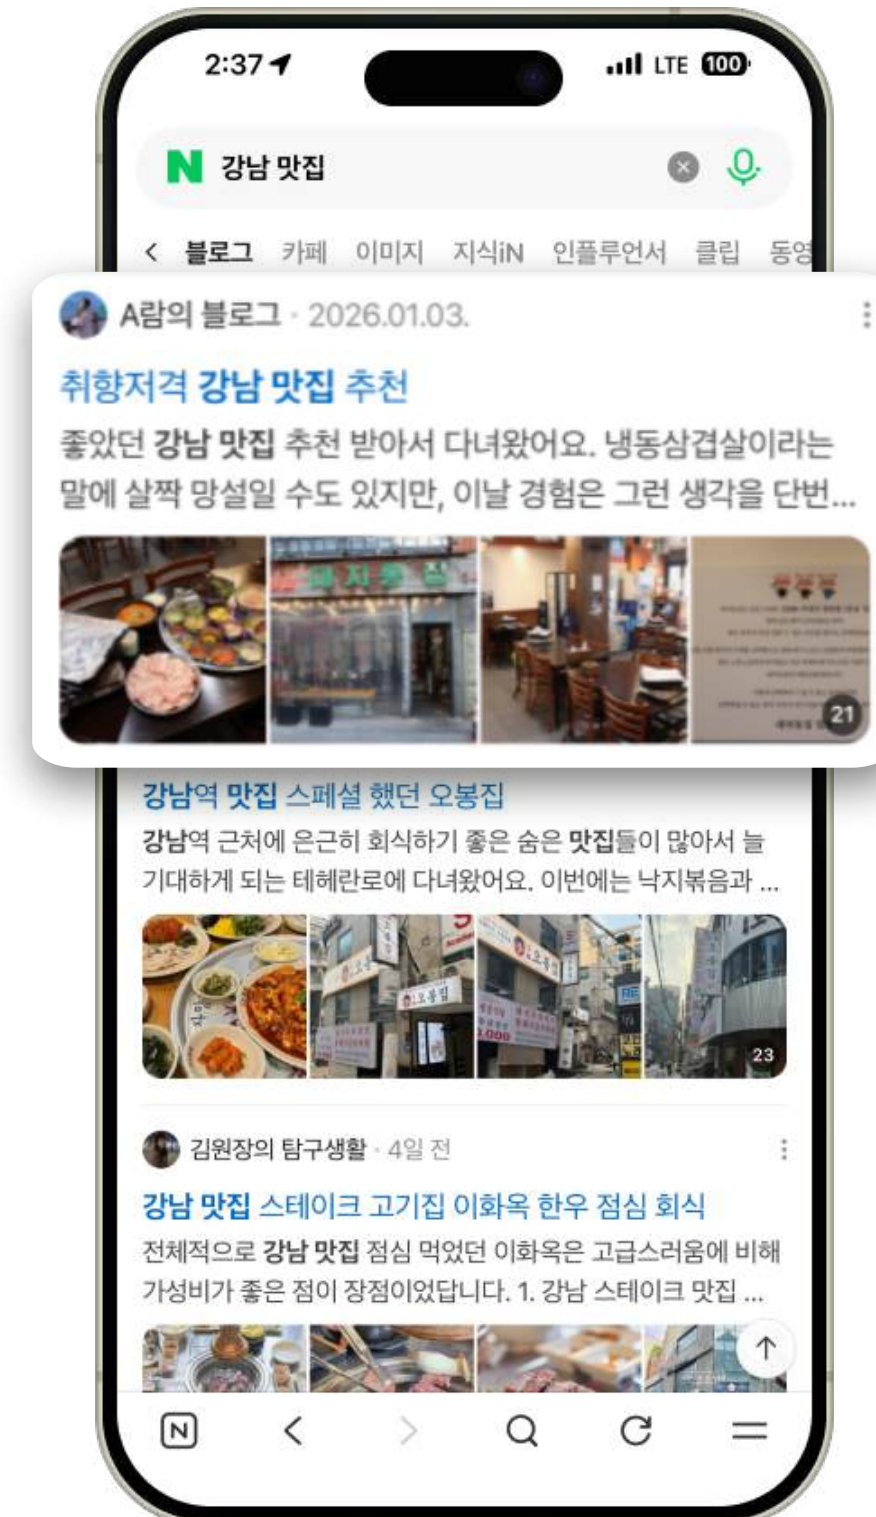 2:37
LTE 100
N 강남 맛집
블로그 카페 이미지 지식iN 인플루언서 클립 동영
A람의 블로그 · 2026.01.03.
취향저격 강남 맛집 추천
좋았던 강남 맛집 추천 받아서 다녀왔어요. 냉동삼겹살이라는
말에 살짝 망설일 수도 있지만, 이날 경험은 그런 생각을 단번...
21
강남역 맛집 스페셜 했던 오봉집
강남역 근처에 은근히 회식하기 좋은 숨은 맛집들이 많아서 늘
기대하게 되는 테헤란로에 다녀왔어요. 이번에는 낙지볶음과 ...
오봉집
23
김원장의 탐구생활 · 4일 전
강남 맛집 스테이크 고기집 이화옥 한우 점심 회식
전체적으로 강남 맛집 점심 먹었던 이화옥은 고급스러움에 비해
가성비가 좋은 점이 장점이었답니다. 1. 강남 스테이크 맛집 ...
N